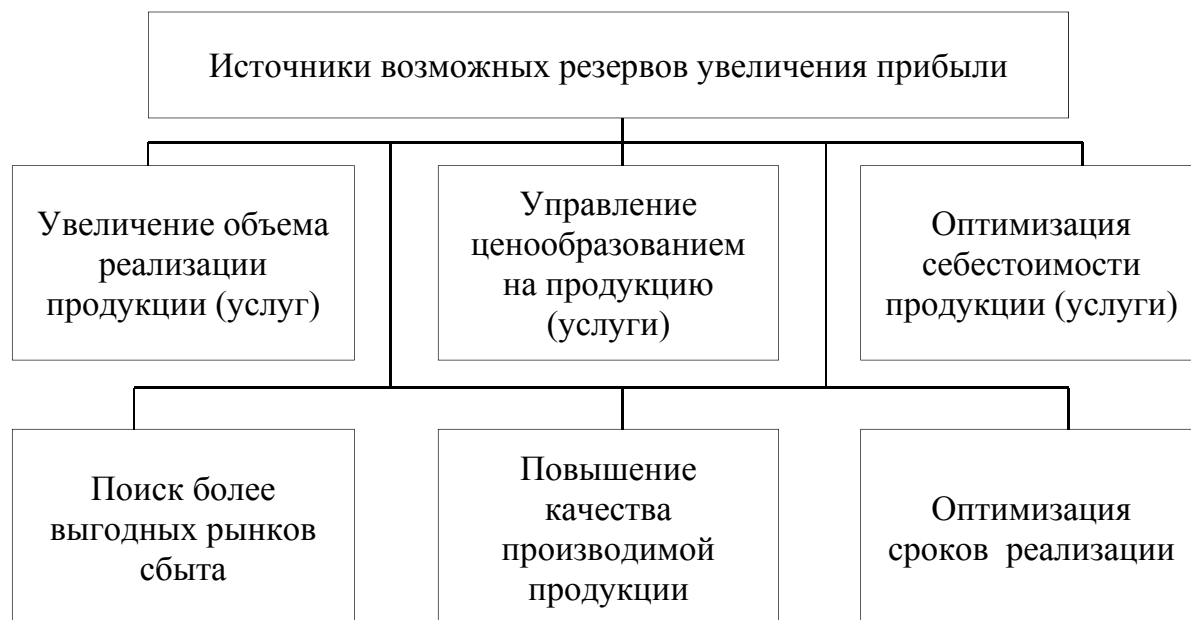 Источники возможных резервов увеличения прибыли
Увеличение объема
реализации
продукции (услуг)
Управление
ценообразованием
на продукцию
(услуги)
Оптимизация
себестоимости
продукции (услуги)
Поиск более
выгодных рынков
сбыта
Повышение
качества
производимой
продукции
Оптимизация
сроков реализации